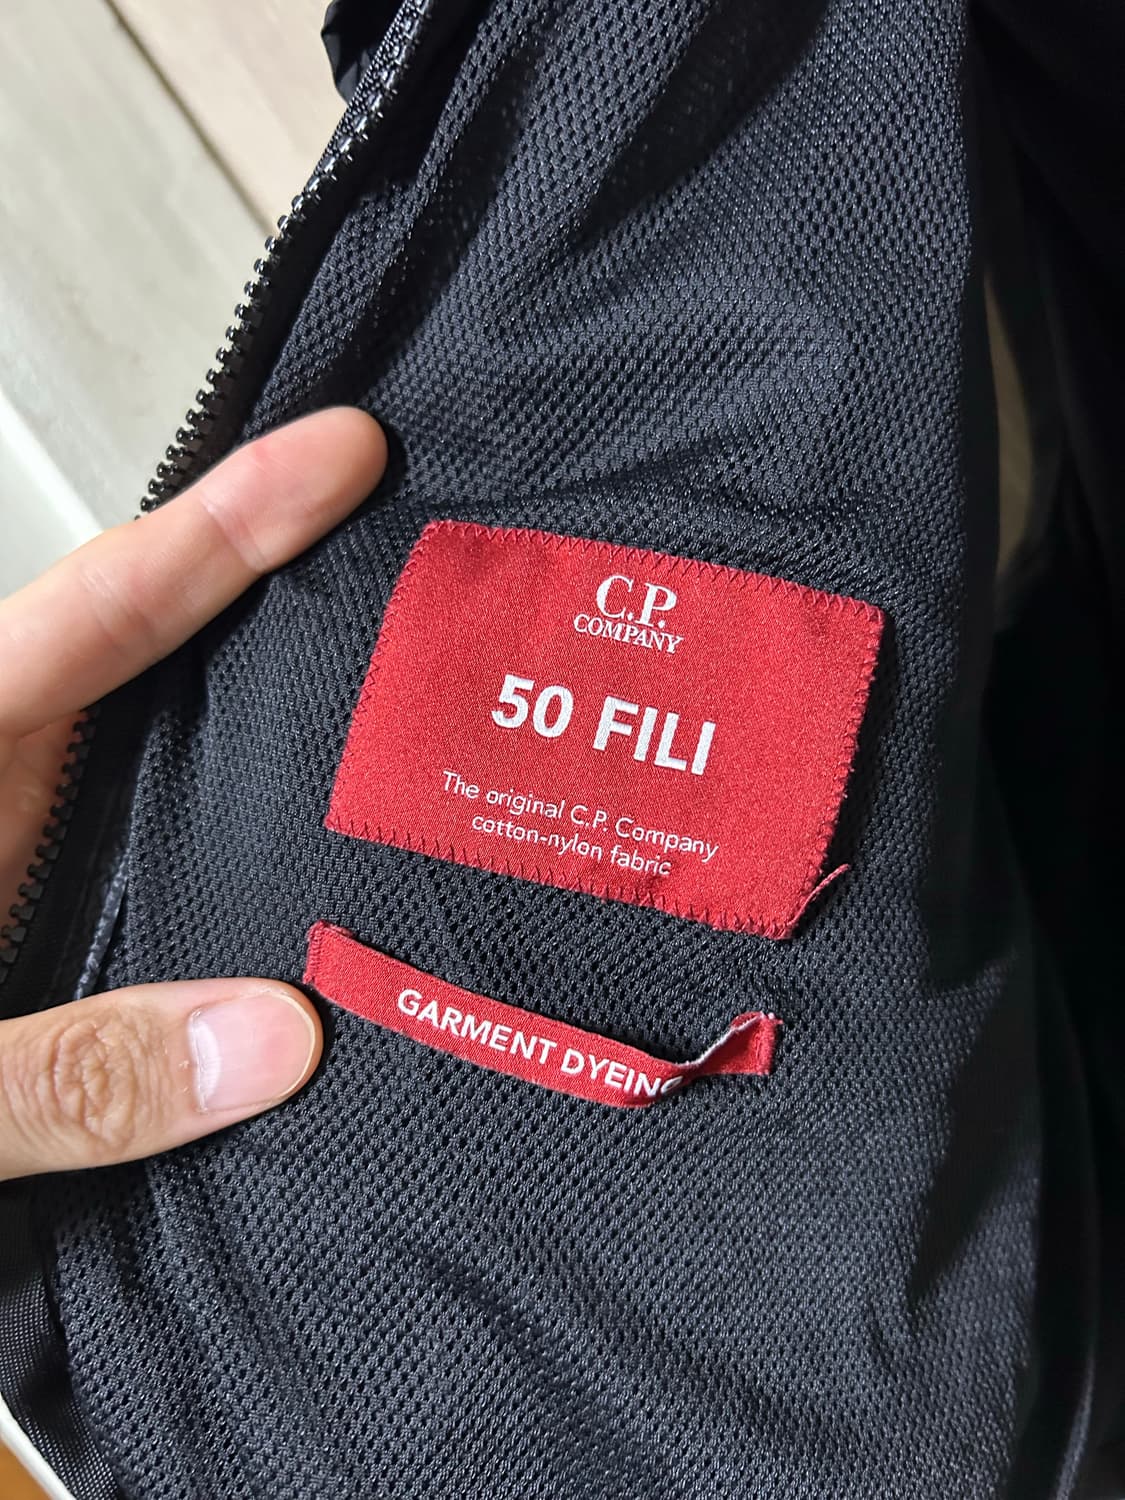 C.P.
COMPANY
50 FILI
The original C.P. Company
cotton-nylon fabric
GARMENT DYEING